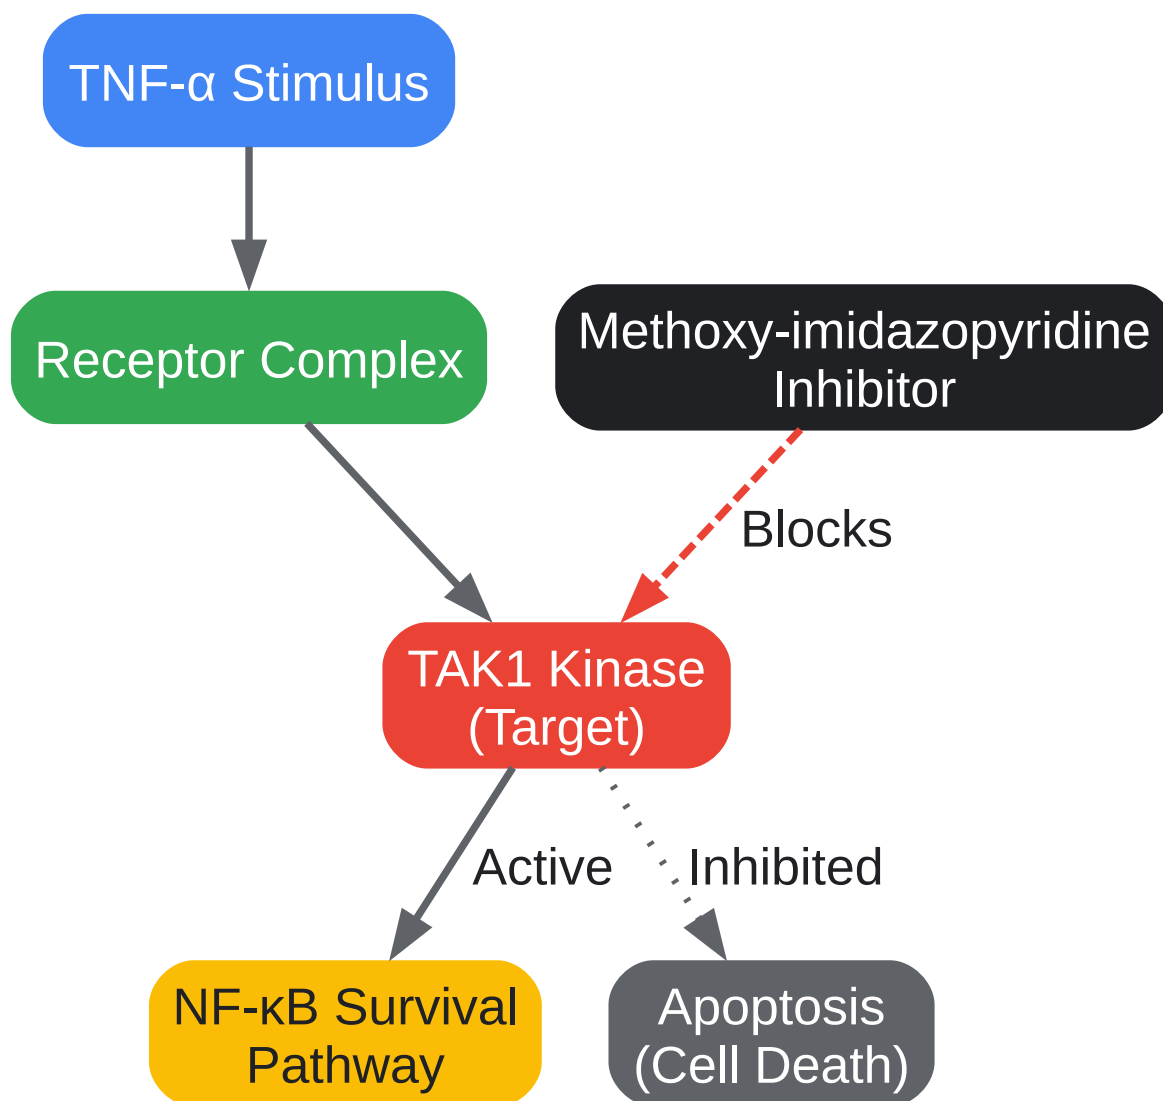 TNF-α Stimulus
Receptor Complex
Methoxy-imidazopyridine
Inhibitor
Blocks
TAK1 Kinase
(Target)
Active
Inhibited
NF-κB Survival
Pathway
Apoptosis
(Cell Death)